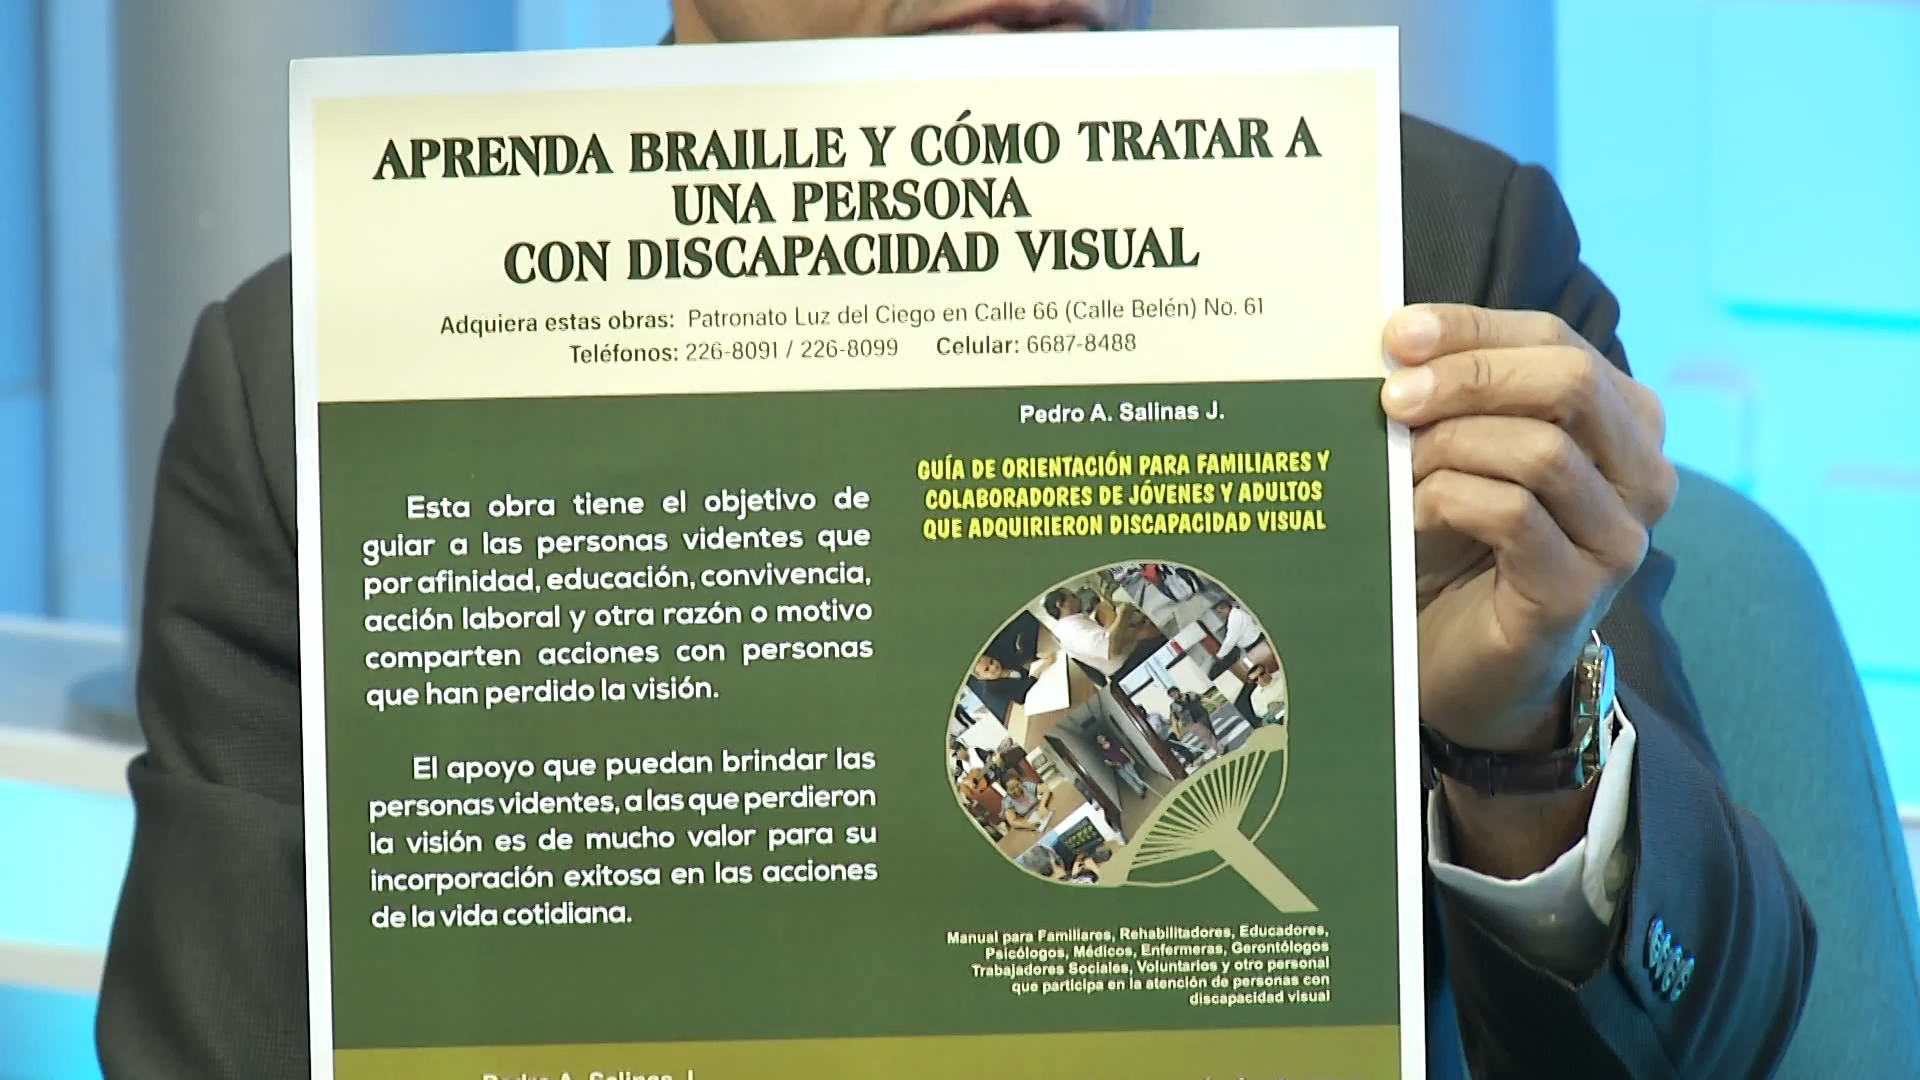 APRENDA BRAILLE Y CÓMO TRATAR A
UNA PERSONA
CON DISCAPACIDAD VISUAL
Adquiera estas obras: Patronato Luz del Ciego en Calle 66 (Calle Belén) No. 61
Teléfonos: 226-8091 / 226-8099 Celular: 6687-8488
Esta obra tiene el objetivo de
guiar a las personas videntes que
por afinidad, educación, convivencia,
acción laboral y otra razón o motivo
comparten acciones con personas
que han perdido la visión.
El apoyo que puedan brindar las
personas videntes, a las que perdieron
la visión es de mucho valor para su
incorporación exitosa en las acciones
de la vida cotidiana.
Pedro A. Salinas J.
GUÍA DE ORIENTACIÓN PARA FAMILIARES Y
COLABORADORES DE JÓVENES Y ADULTOS
QUE ADQUIRIERON DISCAPACIDAD VISUAL
Manual para Familiares, Rehabilitadores, Educadores,
Psicólogos, Médicos, Enfermeras, Gerontólogos
Trabajadores Sociales, Voluntarios y otro personal
que participa en la atención de personas con
discapacidad visual
Pedro A. Salinas J.